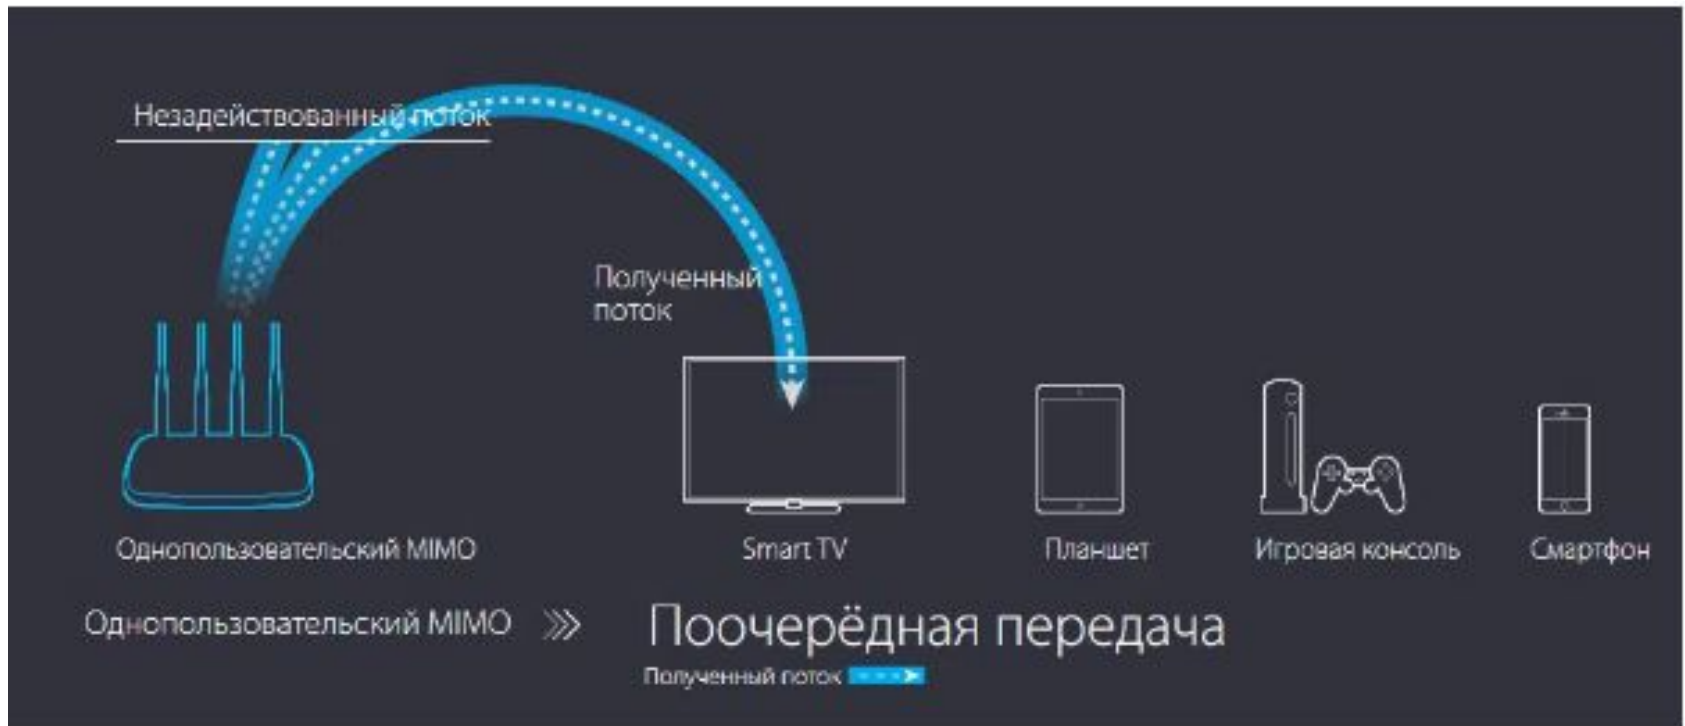 Незадействованный поток
Полученный
поток
Однопользовательский MIMO
Smart TV
Планшет
Игровая консоль
Смартфон
Однопользовательский MIMO
Поочерёдная передача
Полученный поток